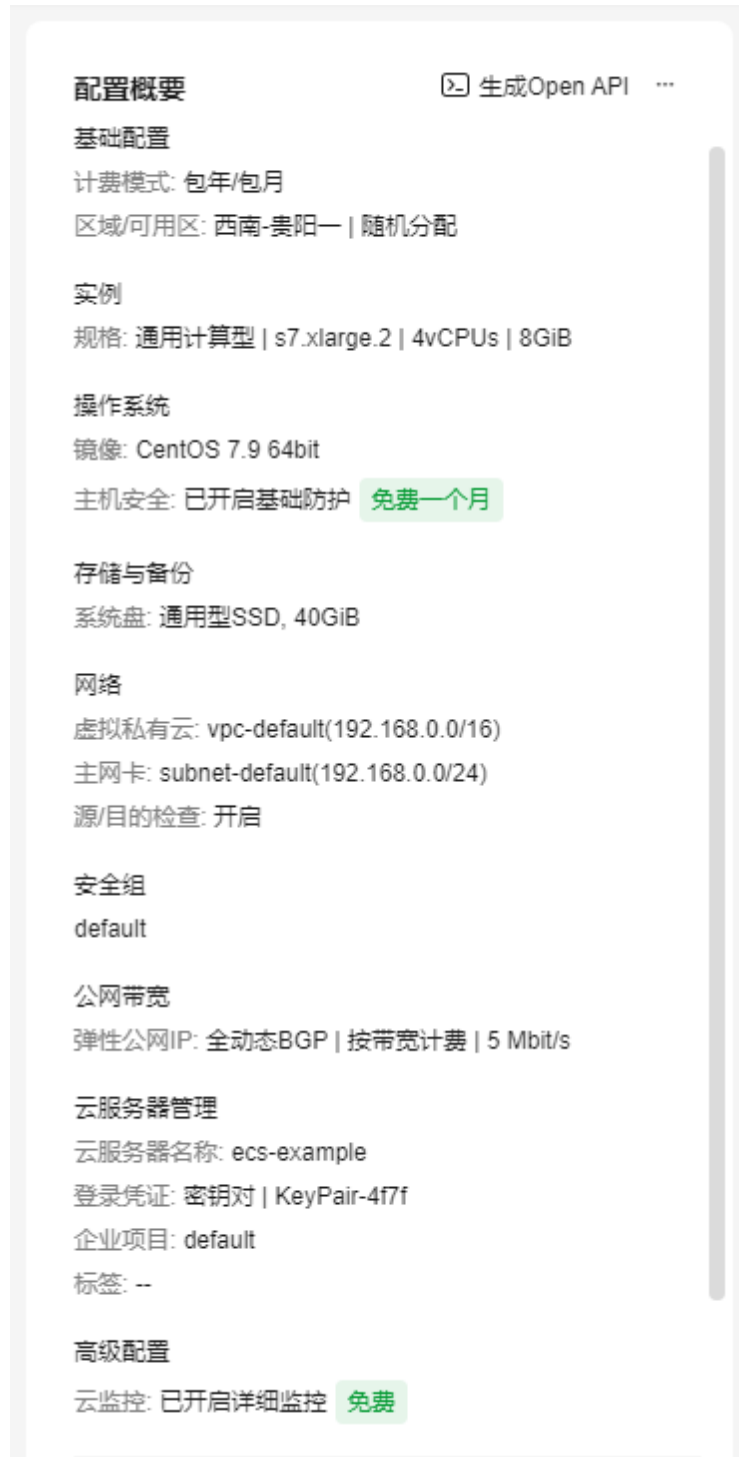 配置概要 生成Open API ...
基础配置
计费模式: 包年/包月
区域/可用区: 西南-贵阳一 | 随机分配
实例
规格: 通用计算型 | s7.xlarge.2 | 4vCPUs | 8GiB
操作系统
镜像: CentOS 7.9 64bit
主机安全: 已开启基础防护 免费一个月
存储与备份
系统盘: 通用型SSD, 40GiB
网络
虚拟私有云: vpc-default(192.168.0.0/16)
主网卡: subnet-default(192.168.0.0/24)
源/目的检查: 开启
安全组
default
公网带宽
弹性公网IP: 全动态BGP | 按带宽计费 | 5 Mbit/s
云服务器管理
云服务器名称: ecs-example
登录凭证: 密钥对 | KeyPair-4f7f
企业项目: default
标签: --
高级配置
云监控: 已开启详细监控 免费